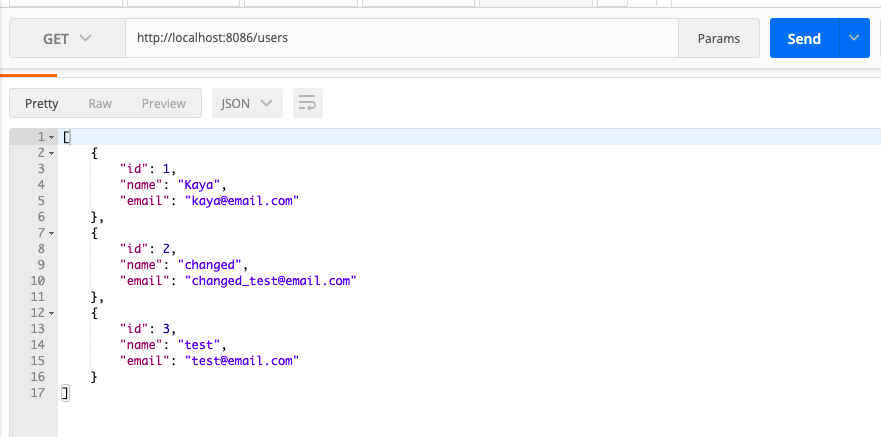 GET http://localhost:8086/users Params Send
Pretty Raw Preview JSON
1 [
2 {
3 "id": 1,
4 "name": "Kaya",
5 "email": "kaya@email.com"
6 },
7 {
8 "id": 2,
9 "name": "changed",
10 "email": "changed_test@email.com"
11 },
12 {
13 "id": 3,
14 "name": "test",
15 "email": "test@email.com"
16 }
17 ]